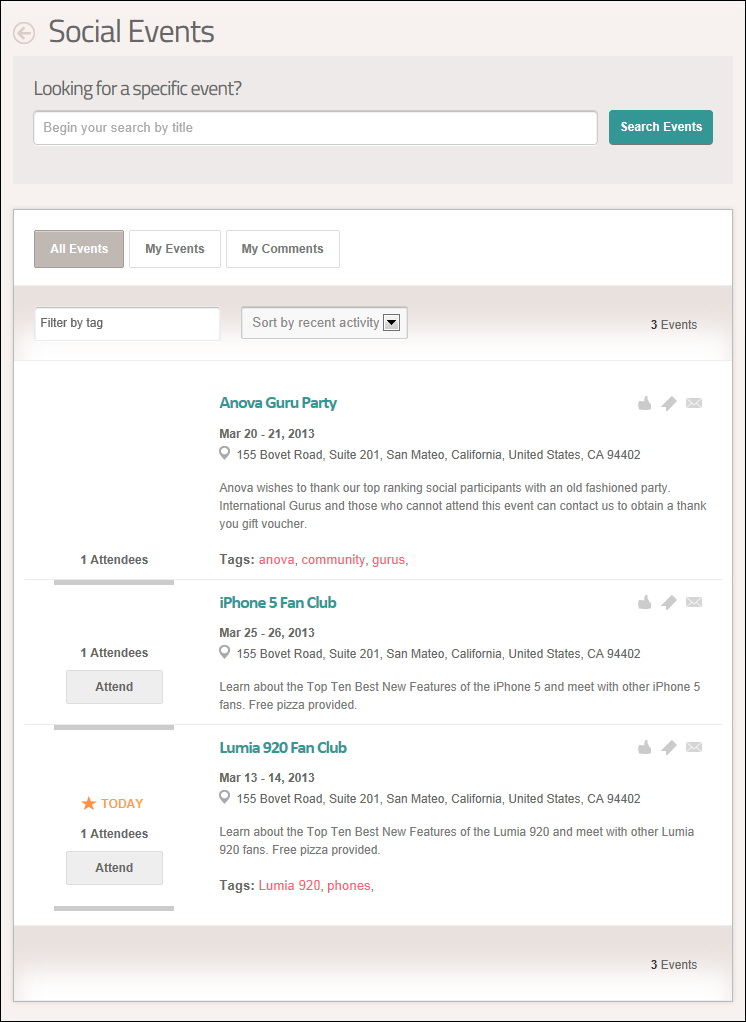 Social Events
Looking for a specific event?
Begin your search by title
Search Events
All Events
My Events
My Comments
Filter by tag
Sort by recent activity
3 Events
Anova Guru Party
Mar 20 - 21, 2013
155 Bovet Road, Suite 201, San Mateo, California, United States, CA 94402
Anova wishes to thank our top ranking social participants with an old fashioned party.
International Gurus and those who cannot attend this event can contact us to obtain a thank
you gift voucher.
1 Attendees
Tags: anova, community, gurus,
iPhone 5 Fan Club
Mar 25 - 26, 2013
1 Attendees
155 Bovet Road, Suite 201, San Mateo, California, United States, CA 94402
Attend
Learn about the Top Ten Best New Features of the iPhone 5 and meet with other iPhone 5
fans. Free pizza provided.
Lumia 920 Fan Club
Mar 13 - 14, 2013
155 Bovet Road, Suite 201, San Mateo, California, United States, CA 94402
TODAY
1 Attendees
Learn about the Top Ten Best New Features of the Lumia 920 and meet with other Lumia
920 fans. Free pizza provided.
Attend
Tags: Lumia 920, phones,
3 Events